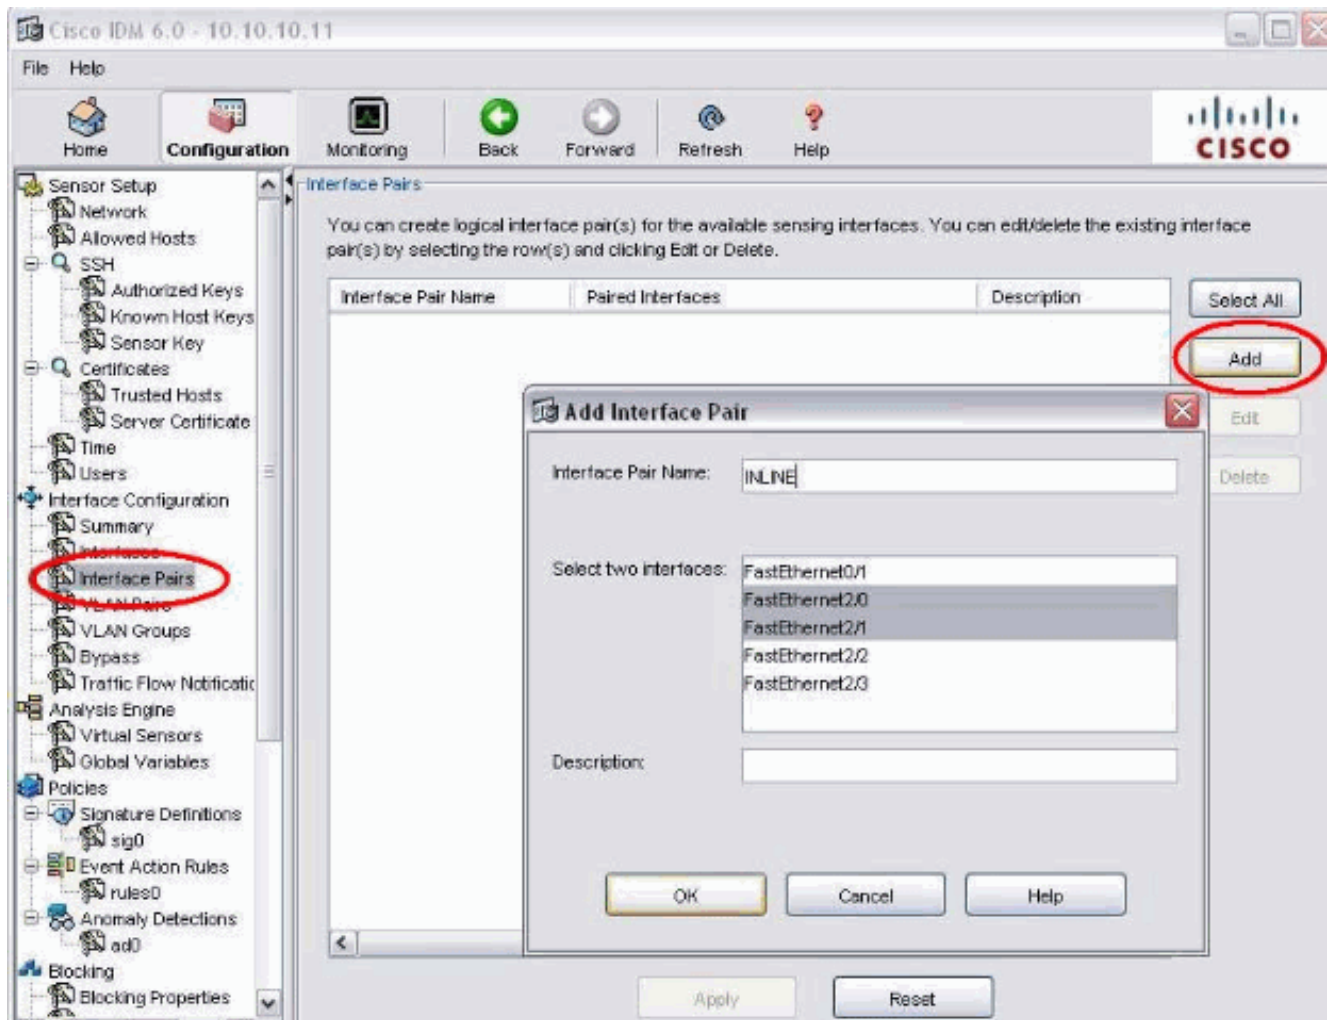 Cisco IDM 6.0 - 10.10.10.11
File Help
Home Configuration Monitoring Back Forward Refresh Help
CISCO
Sensor Setup
Network
Allowed Hosts
SSH
Authorized Keys
Known Host Keys
Sensor Key
Certificates
Trusted Hosts
Server Certificate
Time
Users
Interface Configuration
Summary
Interfaces
Interface Pairs
VLAN Pairs
VLAN Groups
Bypass
Traffic Flow Notificatic
Analysis Engine
Virtual Sensors
Global Variables
Policies
Signature Definitions
sig0
Event Action Rules
rules0
Anomaly Detections
ad0
Blocking
Blocking Properties
Interface Pairs
You can create logical interface pair(s) for the available sensing interfaces. You can edit/delete the existing interface
pair(s) by selecting the row(s) and clicking Edit or Delete.
Interface Pair Name Paired Interfaces Description
Select All
Add
Edit
Delete
Add Interface Pair
Interface Pair Name: INLINE
Select two interfaces: FastEthernet0/1
FastEthernet2/0
FastEthernet2/1
FastEthernet2/2
FastEthernet2/3
Description:
OK Cancel Help
Apply Reset